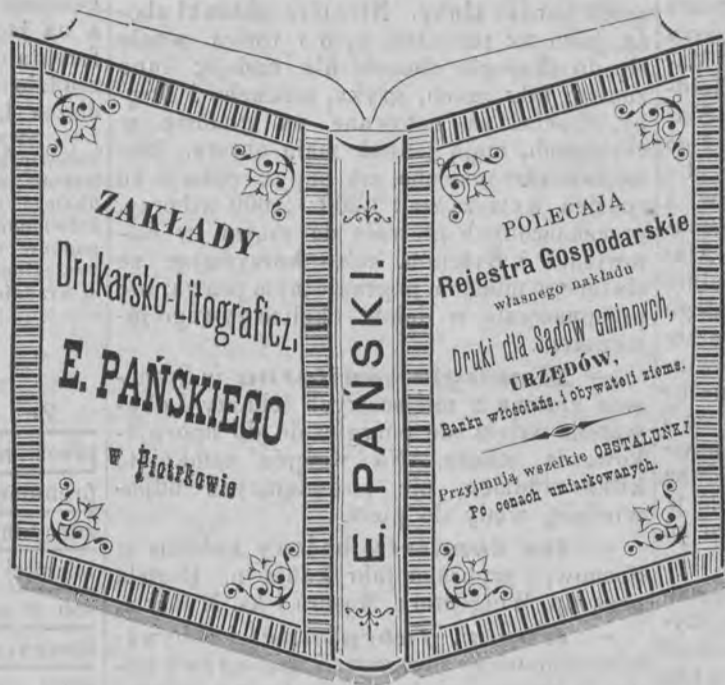 ZAKŁADY
Drukarsko-Litograficz.
E. PAŃSKIEGO
w Piotrkowie
E. PAŃSKI.
POLECAJĄ
Rejestra Gospodarskie
własnego nakładu
Druki dla Sądów Gminnych,
URZĘDÓW,
Banku włościańs. i obywateli ziems.
Przyjmują wszelkie OBSTALUNKI
Po cenach umiarkowanych.